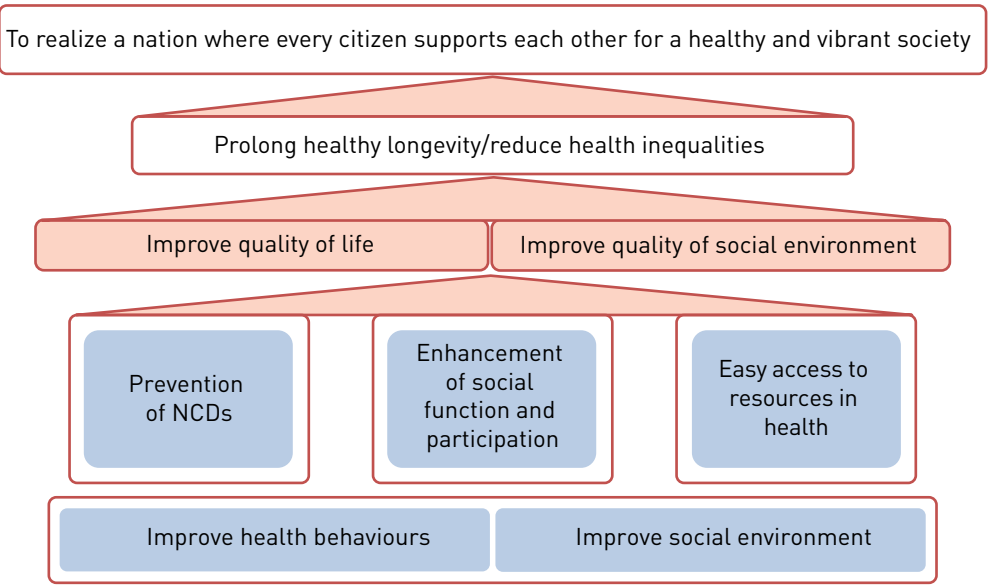 To realize a nation where every citizen supports each other for a healthy and vibrant society
Prolong healthy longevity/reduce health inequalities
Improve quality of life
Improve quality of social environment
Prevention
of NCDs
Enhancement
of social
function and
participation
Easy access to
resources in
health
Improve health behaviours
Improve social environment